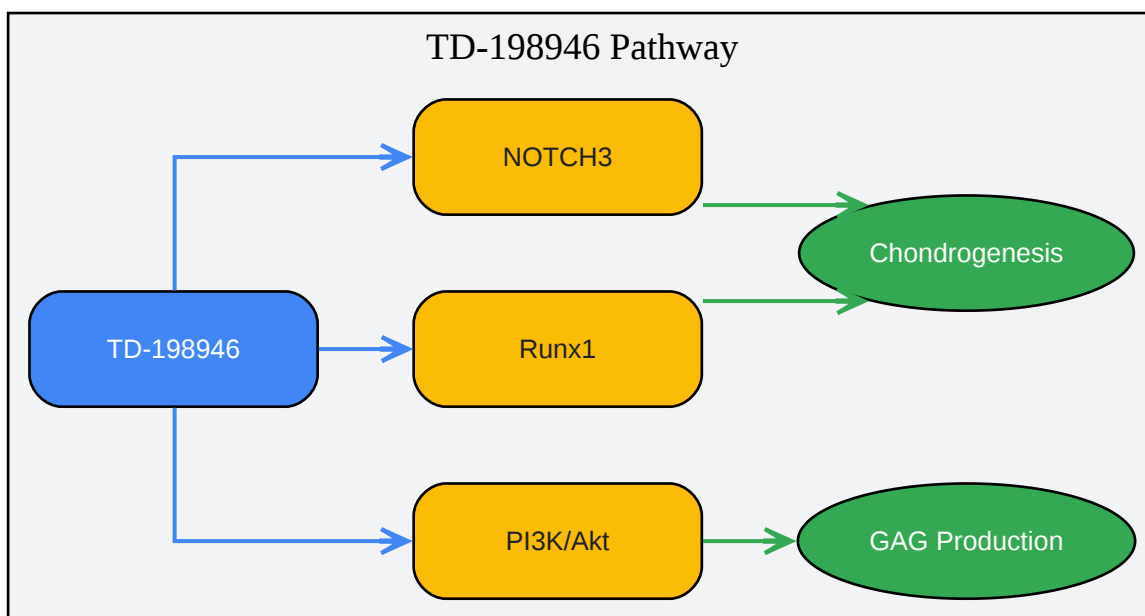 TD-198946 Pathway
NOTCH3
Chondrogenesis
TD-198946
Runx1
PI3K/Akt
GAG Production